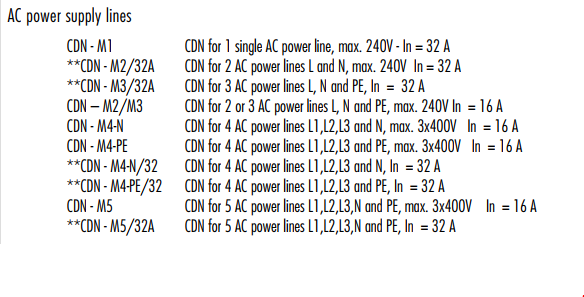 AC power supply lines
CDN - M1 CDN for 1 single AC power line, max. 240V - In = 32 A
**CDN - M2/32A CDN for 2 AC power lines L and N, max. 240V In = 32 A
**CDN - M3/32A CDN for 3 AC power lines L, N and PE, In = 32 A
CDN – M2/M3 CDN for 2 or 3 AC power lines L, N and PE, max. 240V In = 16 A
CDN - M4-N CDN for 4 AC power lines L1,L2,L3 and N, max. 3x400V In = 16 A
CDN - M4-PE CDN for 4 AC power lines L1,L2,L3 and PE, max. 3x400V In = 16 A
**CDN - M4-N/32 CDN for 4 AC power lines L1,L2,L3 and N, In = 32 A
**CDN - M4-PE/32 CDN for 4 AC power lines L1,L2,L3 and PE, In = 32 A
CDN - M5 CDN for 5 AC power lines L1,L2,L3,N and PE, max. 3x400V In = 16 A
**CDN - M5/32A CDN for 5 AC power lines L1,L2,L3,N and PE, In = 32 A